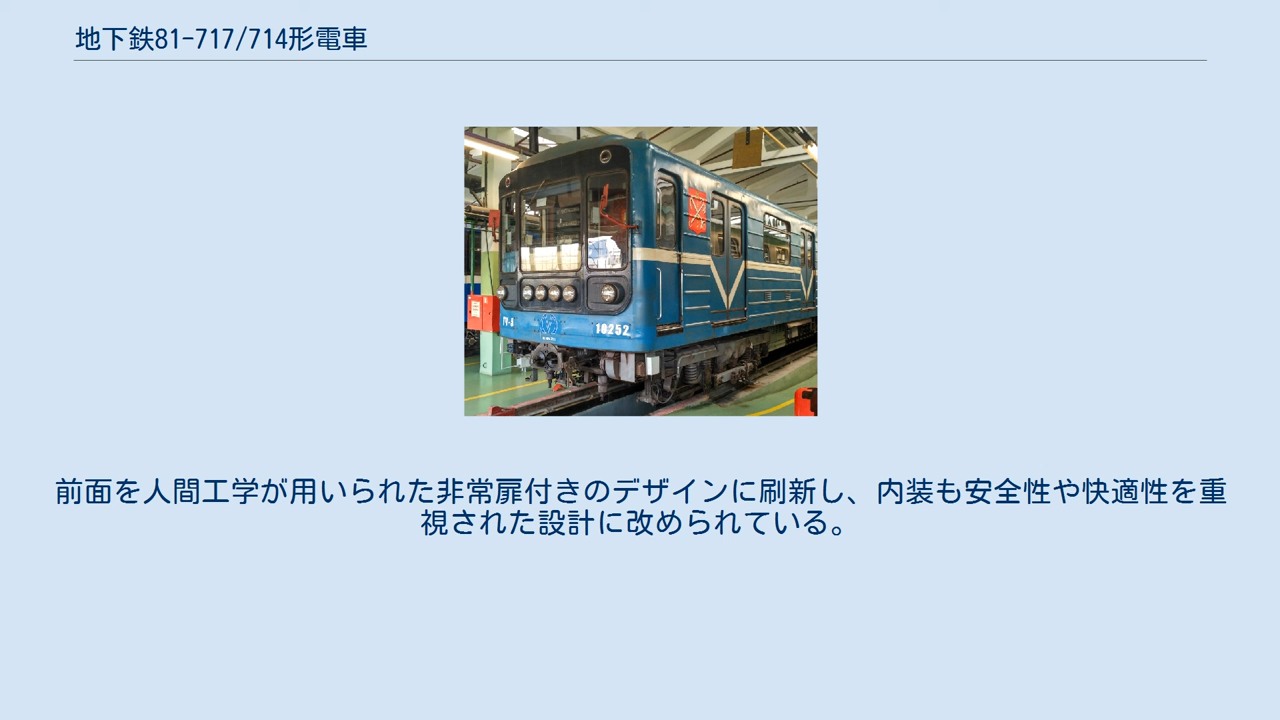 地下鉄81-717/714形電車
10252
前面を人間工学が用いられた非常扉付きのデザインに刷新し、内装も安全性や快適性を重
視された設計に改められている。